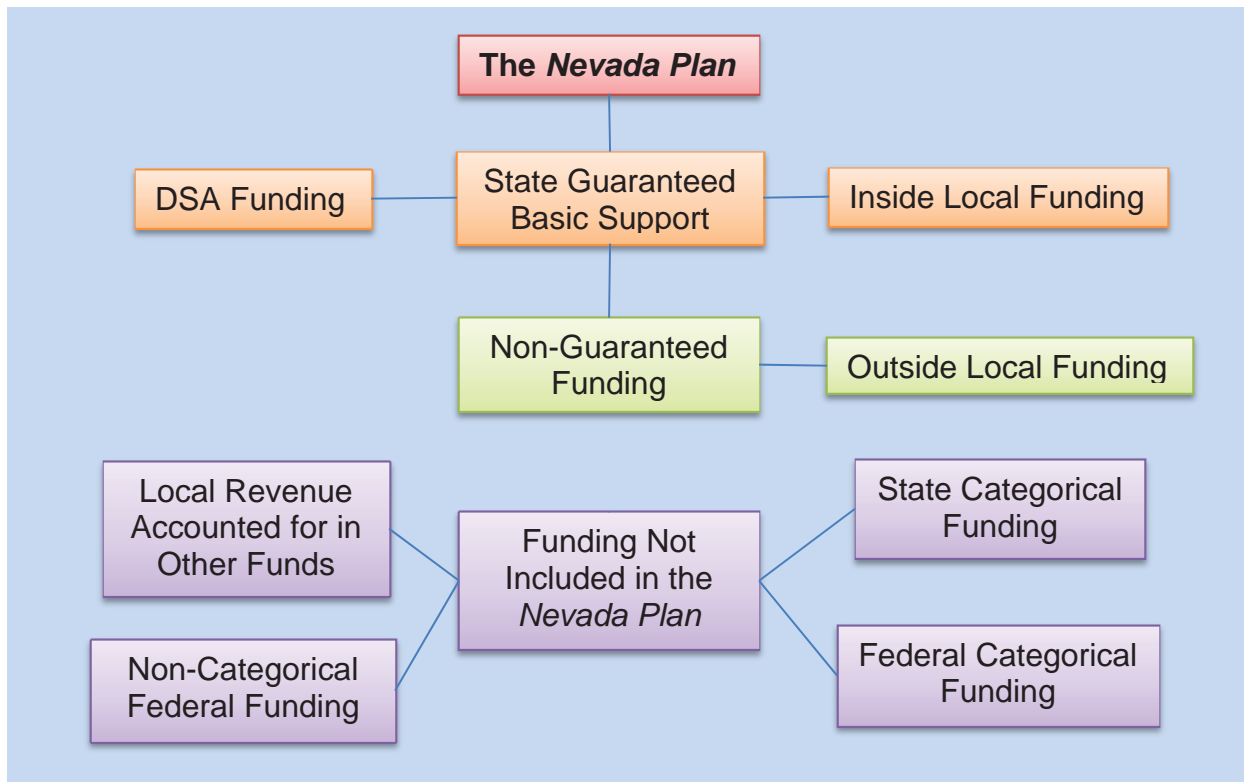 The Nevada Plan
DSA Funding
State Guaranteed
Basic Support
Inside Local Funding
Non-Guaranteed
Funding
Outside Local Funding
Local Revenue
Accounted for in
Other Funds
Funding Not
Included in the
Nevada Plan
State Categorical
Funding
Non-Categorical
Federal Funding
Federal Categorical
Funding